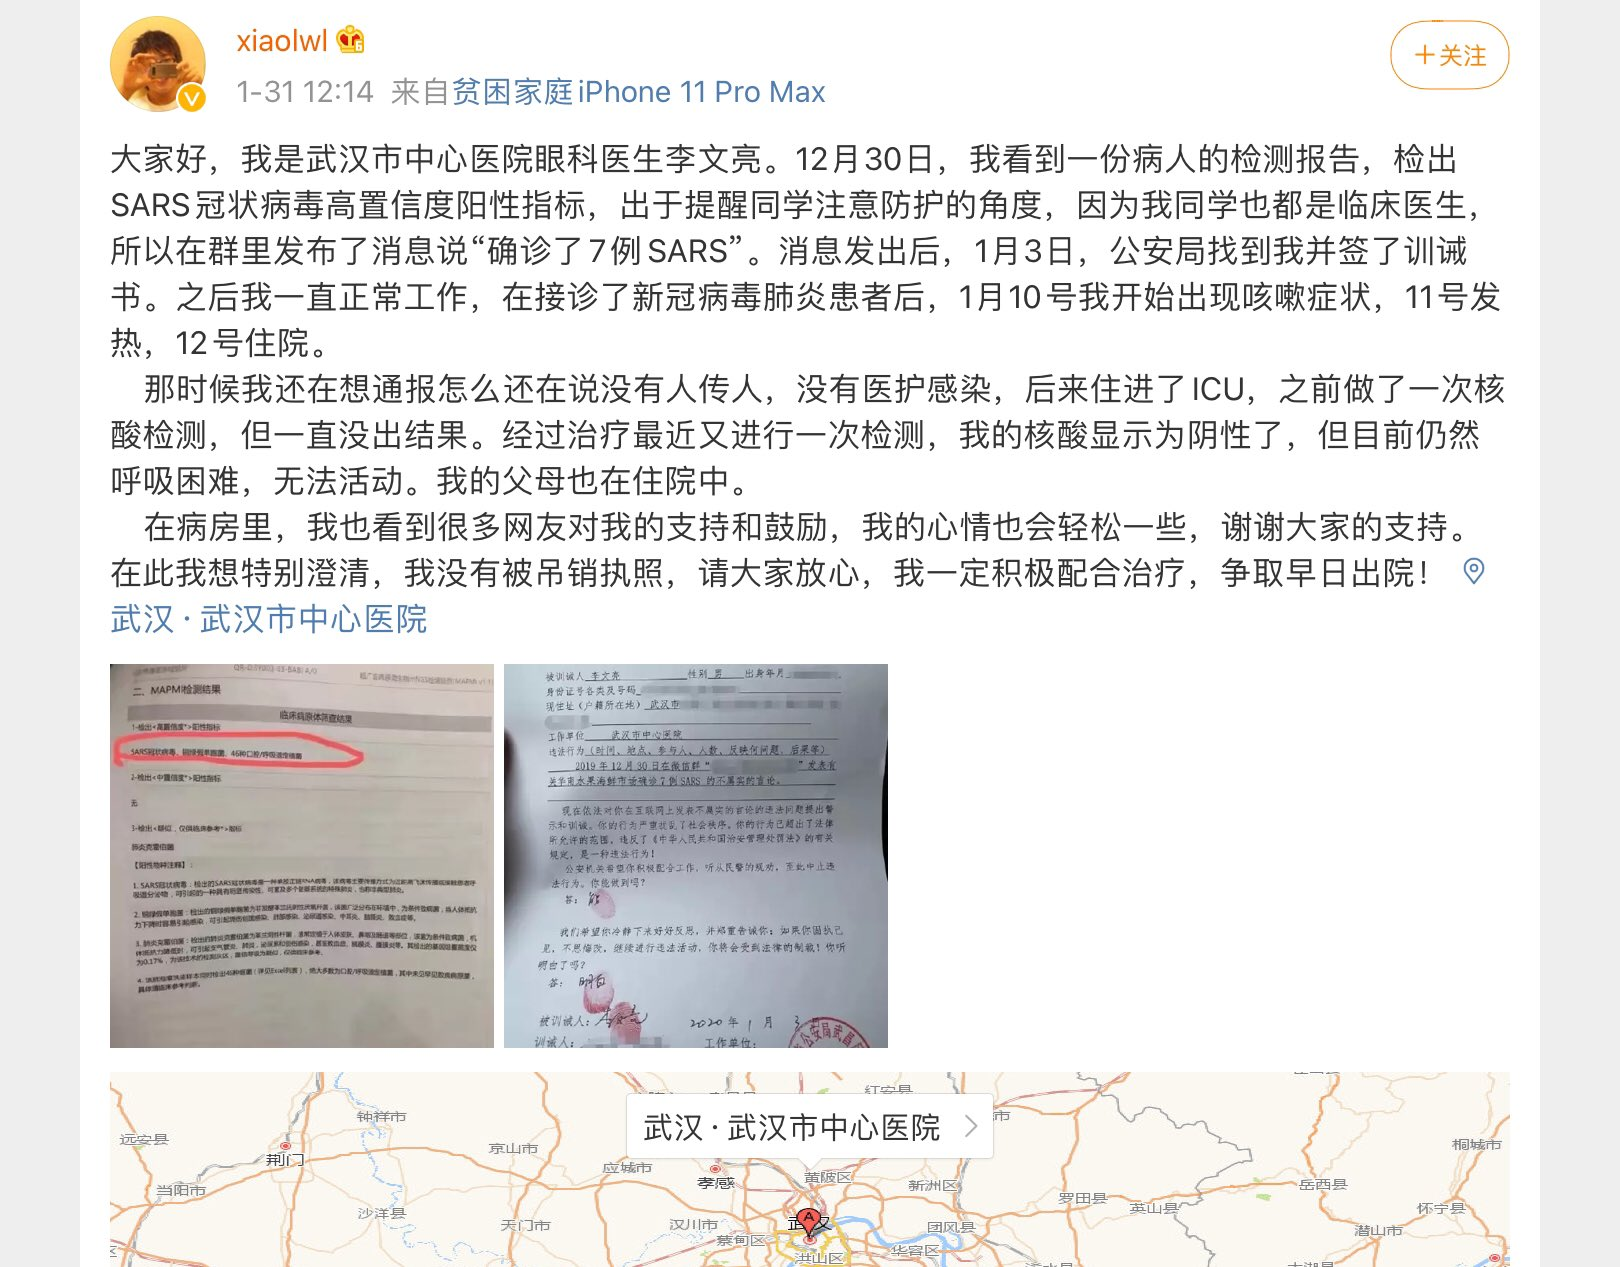 xiaolwl
1-31 12:14 来自贫困家庭iPhone 11 Pro Max
+关注
大家好，我是武汉市中心医院眼科医生李文亮。12月30日，我看到一份病人的检测报告，检出
SARS冠状病毒高置信度阳性指标，出于提醒同学注意防护的角度，因为我同学也都是临床医生，
所以在群里发布了消息说“确诊了7例SARS”。消息发出后，1月3日，公安局找到我并签了训诫
书。之后我一直正常工作，在接诊了新冠病毒肺炎患者后，1月10号我开始出现咳嗽症状，11号发
热，12号住院。
那时候我还在想通报怎么还在说没有人传人，没有医护感染，后来住进了ICU，之前做了一次核
酸检测，但一直没出结果。经过治疗最近又进行一次检测，我的核酸显示为阴性了，但目前仍然
呼吸困难，无法活动。我的父母也在住院中。
在病房里，我也看到很多网友对我的支持和鼓励，我的心情也会轻松一些，谢谢大家的支持。
在此我想特别澄清，我没有被吊销执照，请大家放心，我一定积极配合治疗，争取早日出院！
武汉·武汉市中心医院
二、MAPMI检测结果
临床病原体筛查结果
1-检出<高置信度*>阳性指标
SARS冠状病毒、铜绿假单胞菌、46种口腔/呼吸道定植菌
2-检出<中置信度*>阳性指标
无
3-检出<疑似，仅供临床参考*>指标
肺炎克雷伯菌
【阳性物种注释】：
被训诫人 李文亮 性别 男 出身年月
身份证号各类及号码
现住址（户籍所在地） 武汉市
工作单位 武汉市中心医院
违法行为（时间、地点、参与人、人数、反映何问题、后果等）
2019年12月30日在微信群“ ”发表有
关华南水果海鲜市场确诊7例SARS的不属实的言论。
现在依法对你在互联网上发表不属实的言论的违法问题提出警
示和训诫。你的行为严重扰乱了社会秩序。你的行为已超出了法律
所允许的范围，违反了《中华人民共和国治安管理处罚法》的有关
规定，是一种违法行为！
公安机关希望你积极配合工作，听从民警的规劝，至此中止违
法行为。你能做到吗？
答：能
我们希望你冷静下来好好反思，并郑重告诫你：如果你固执己
见，不思悔改，继续进行违法活动，你将会受到法律的制裁！你听
明白了吗？
答：明白
被训诫人：李文亮 2020年1月3日
训诫人： 工作单位：
武汉·武汉市中心医院
钟祥市
红安县
远安县
荆门
京山市
应城市
孝感
黄陂区
新洲区
桐城市
当阳市
沙洋县
天门市
汉川市
蔡甸区
武汉
A
洪山区
团风县
华容区
罗田县
英山县
岳西县
怀宁县
潜山市